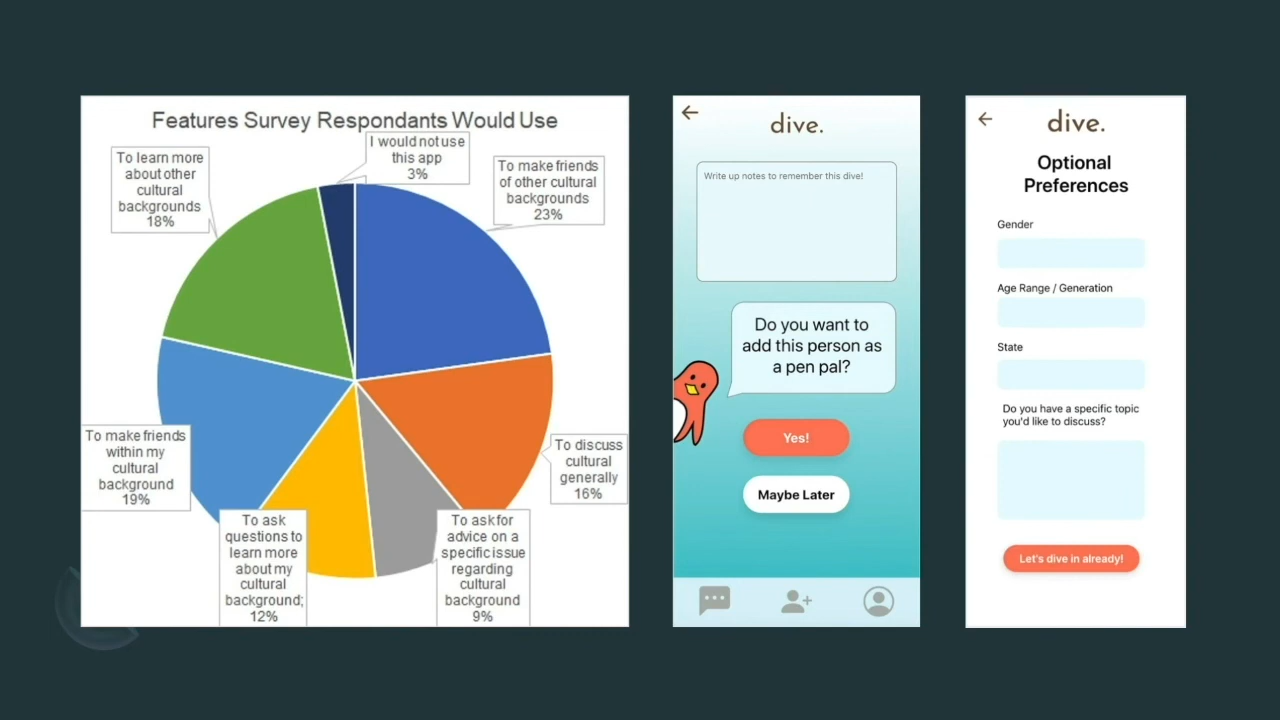 Features Survey Respondants Would Use
I would not use
this app
3%
To make friends
of other cultural
backgrounds
23%
To discuss
cultural
generally
16%
To ask for
advice on a
specific issue
regarding
cultural
background
9%
To ask
questions to
learn more
about my
cultural
background;
12%
To make friends
within my
cultural
background
19%
To learn more
about other
cultural
backgrounds
18%
dive.
Write up notes to remember this dive!
Do you want to
add this person as
a pen pal?
Yes!
Maybe Later
dive.
Optional
Preferences
Gender
Age Range / Generation
State
Do you have a specific topic
you'd like to discuss?
Let's dive in already!